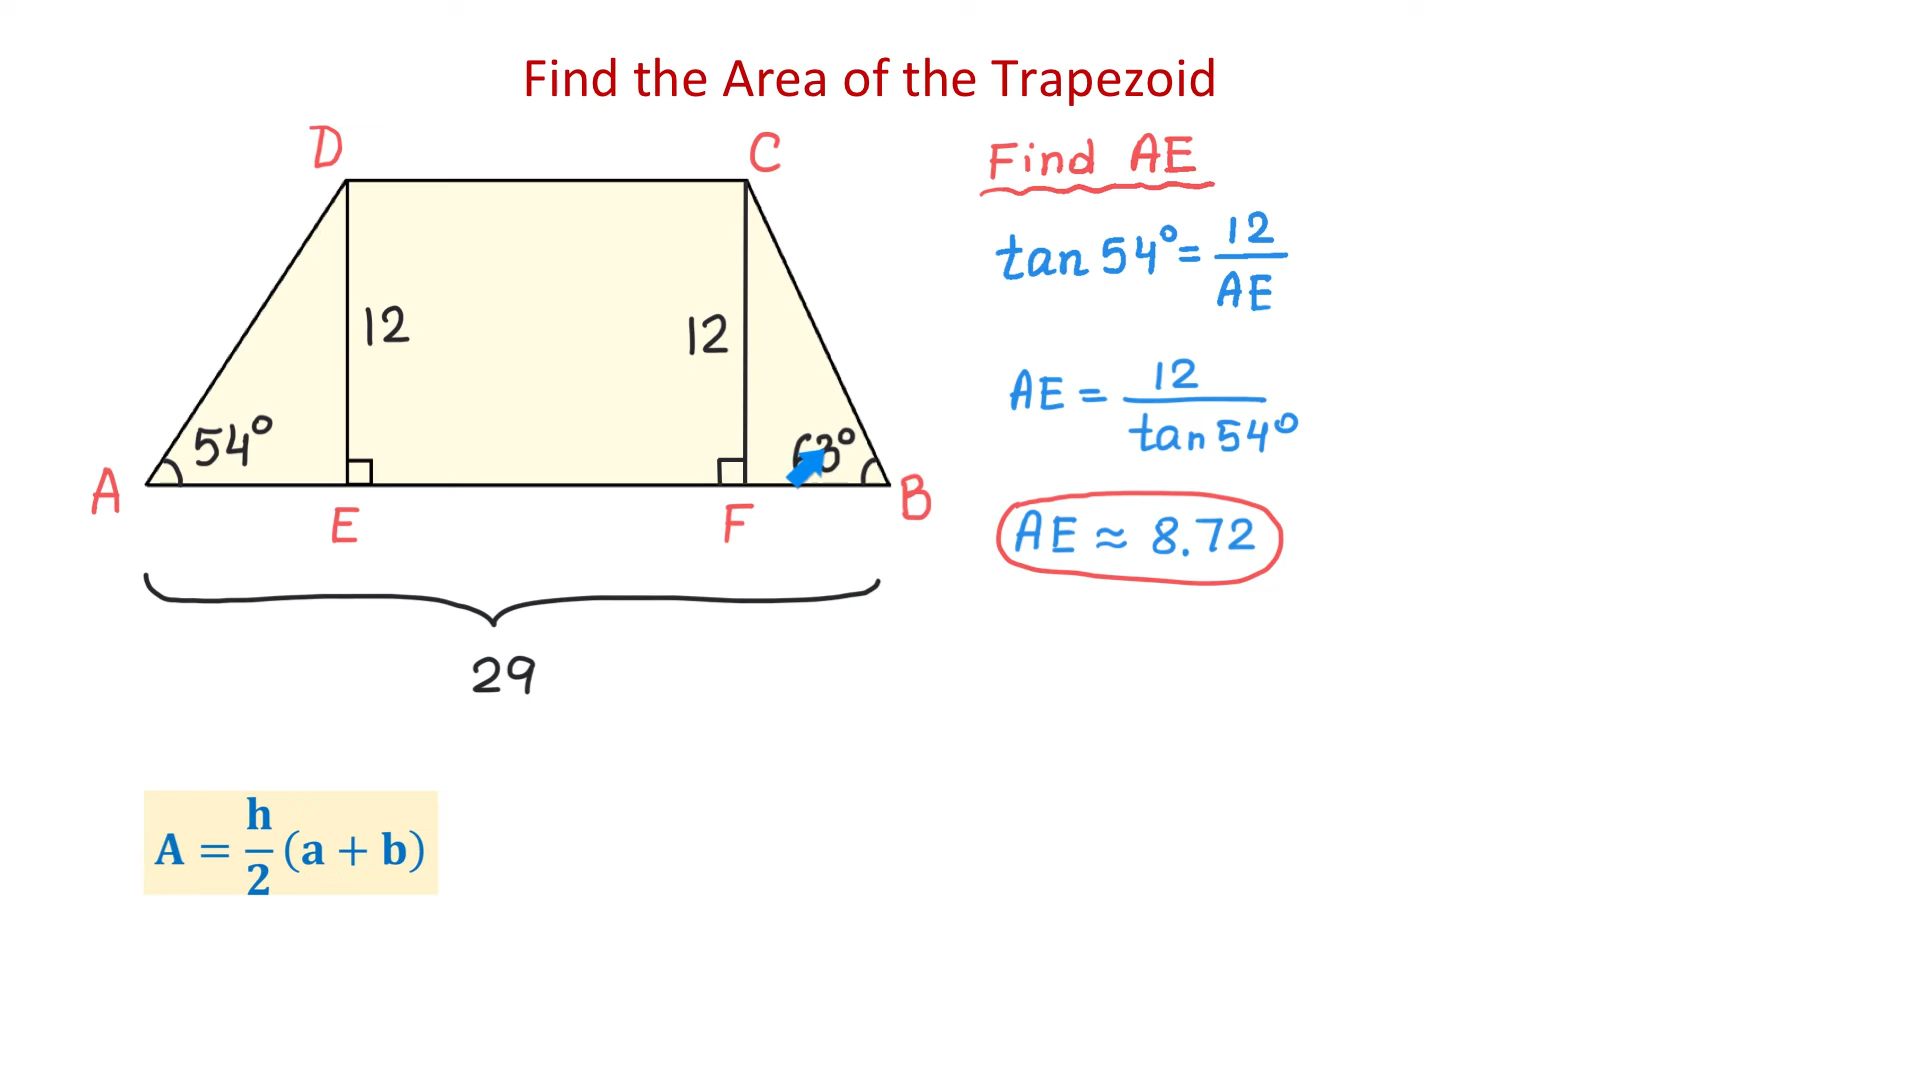 Find the Area of the Trapezoid
D
C
12
12
54°
63°
A
B
E
F
29
A = h/2 (a + b)
Find AE
tan 54° = 12/AE
AE = 12/tan 54°
AE ≈ 8.72